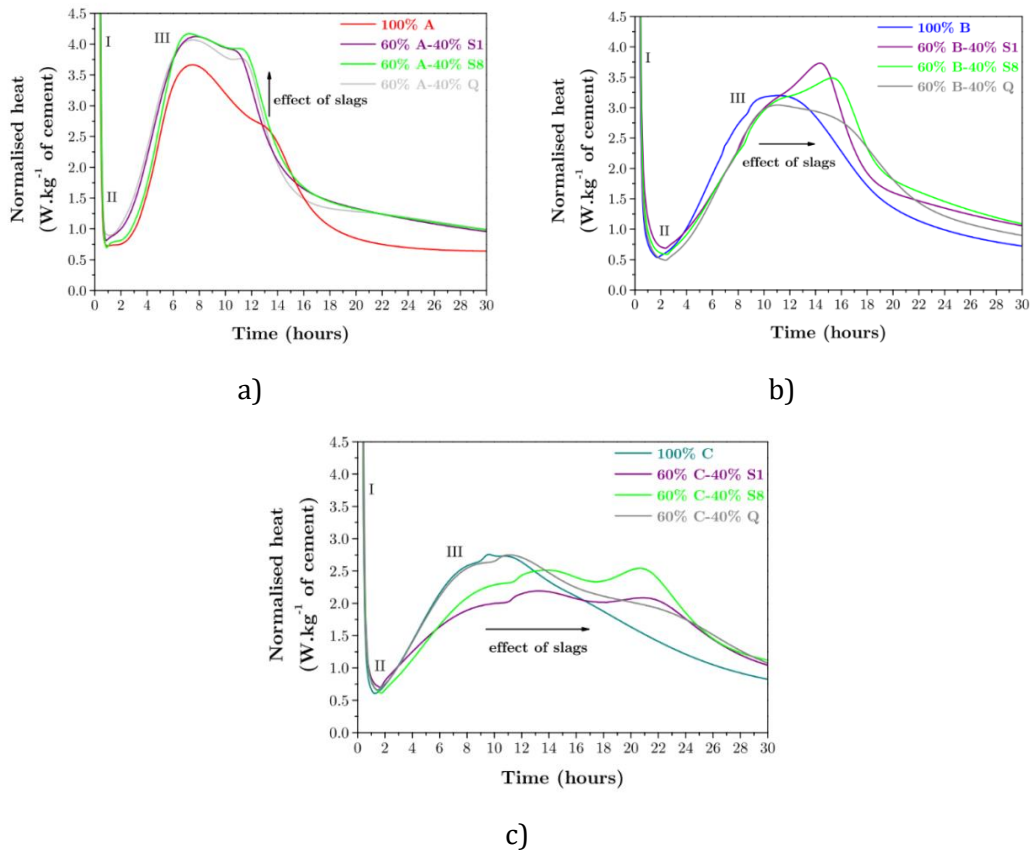 4.5
4.0
3.5
3.0
2.5
2.0
1.5
1.0
0.5
0.0
Normalised heat
(W.kg⁻¹ of cement)
I
II
III
100% A
60% A-40% S1
60% A-40% S8
60% A-40% Q
effect of slags
0 2 4 6 8 10 12 14 16 18 20 22 24 26 28 30
Time (hours)
a)
4.5
4.0
3.5
3.0
2.5
2.0
1.5
1.0
0.5
0.0
Normalised heat
(W.kg⁻¹ of cement)
I
II
III
100% B
60% B-40% S1
60% B-40% S8
60% B-40% Q
effect of slags
0 2 4 6 8 10 12 14 16 18 20 22 24 26 28 30
Time (hours)
b)
4.5
4.0
3.5
3.0
2.5
2.0
1.5
1.0
0.5
0.0
Normalised heat
(W.kg⁻¹ of cement)
I
II
III
100% C
60% C-40% S1
60% C-40% S8
60% C-40% Q
effect of slags
0 2 4 6 8 10 12 14 16 18 20 22 24 26 28 30
Time (hours)
c)